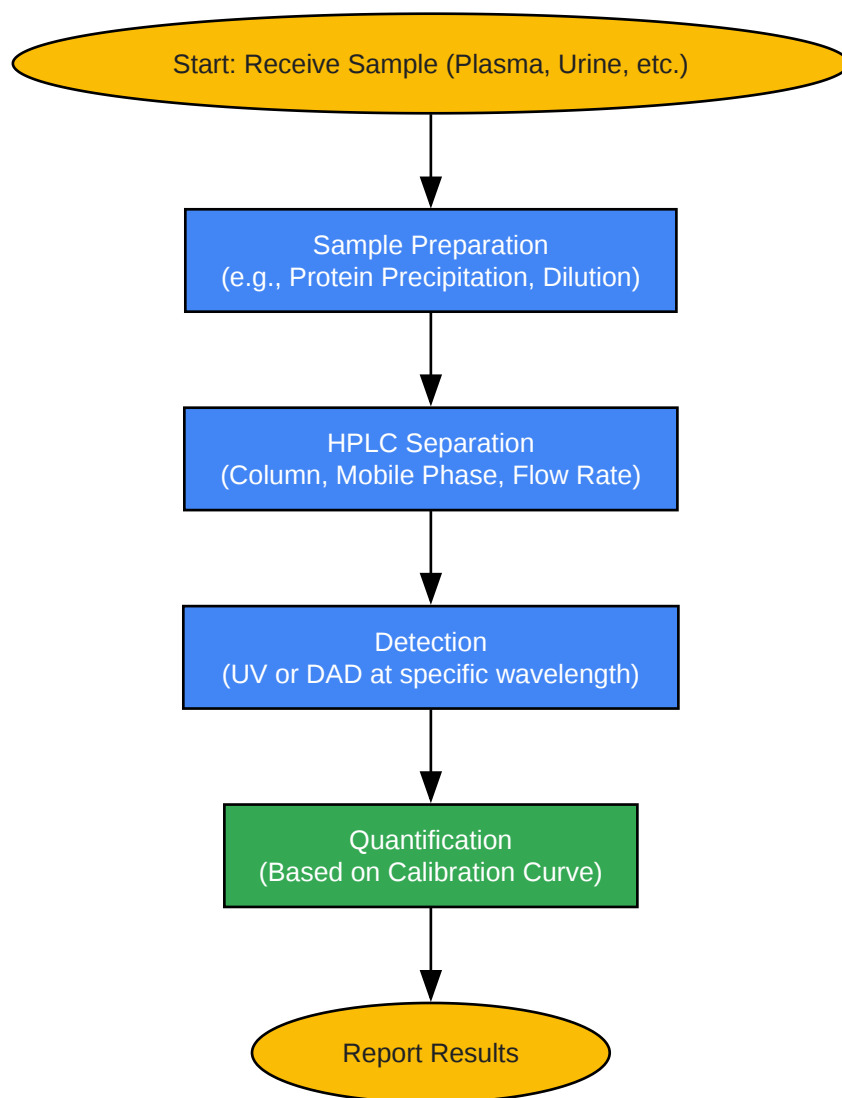 Start: Receive Sample (Plasma, Urine, etc.)
Sample Preparation
(e.g., Protein Precipitation, Dilution)
HPLC Separation
(Column, Mobile Phase, Flow Rate)
Detection
(UV or DAD at specific wavelength)
Quantification
(Based on Calibration Curve)
Report Results